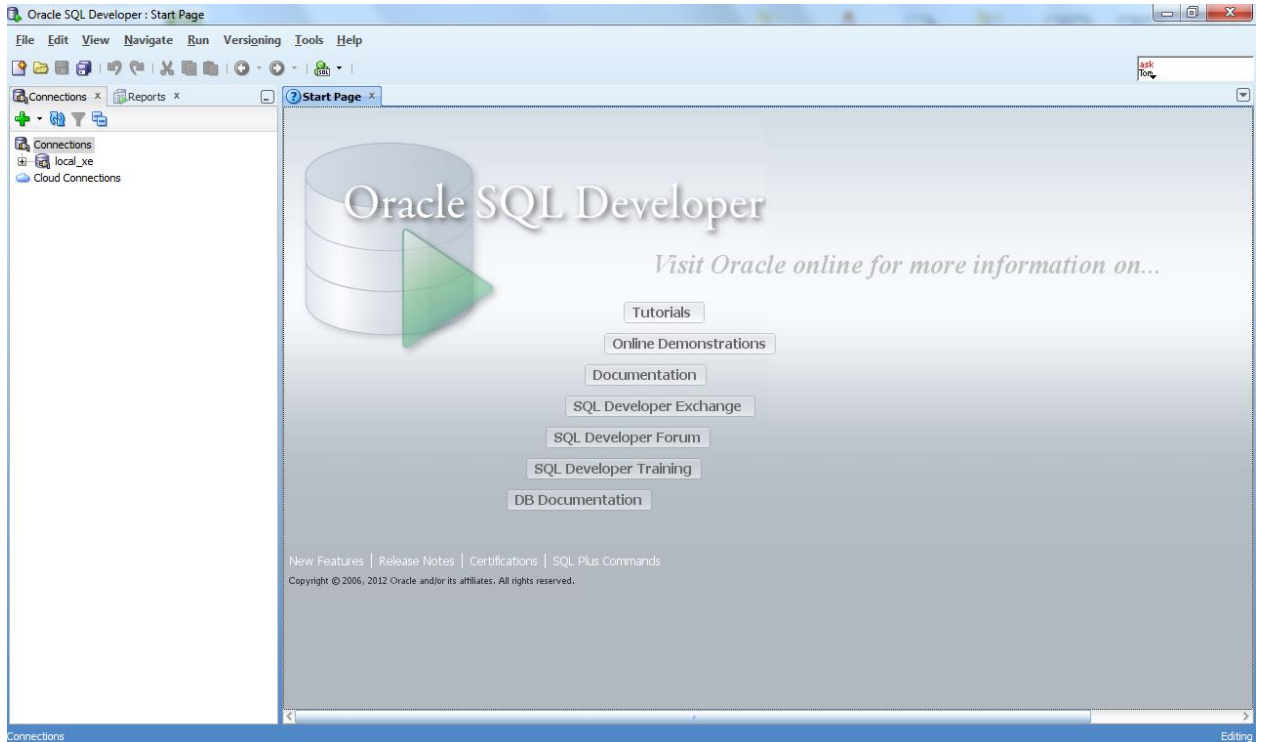 Oracle SQL Developer : Start Page
File Edit View Navigate Run Versioning Tools Help
ask
Tom
Connections x Reports x
Start Page x
Connections
local_xe
Cloud Connections
Oracle SQL Developer
Visit Oracle online for more information on...
Tutorials
Online Demonstrations
Documentation
SQL Developer Exchange
SQL Developer Forum
SQL Developer Training
DB Documentation
New Features | Release Notes | Certifications | SQL Plus Commands
Copyright © 2006, 2012 Oracle and/or its affiliates. All rights reserved.
Connections Editing